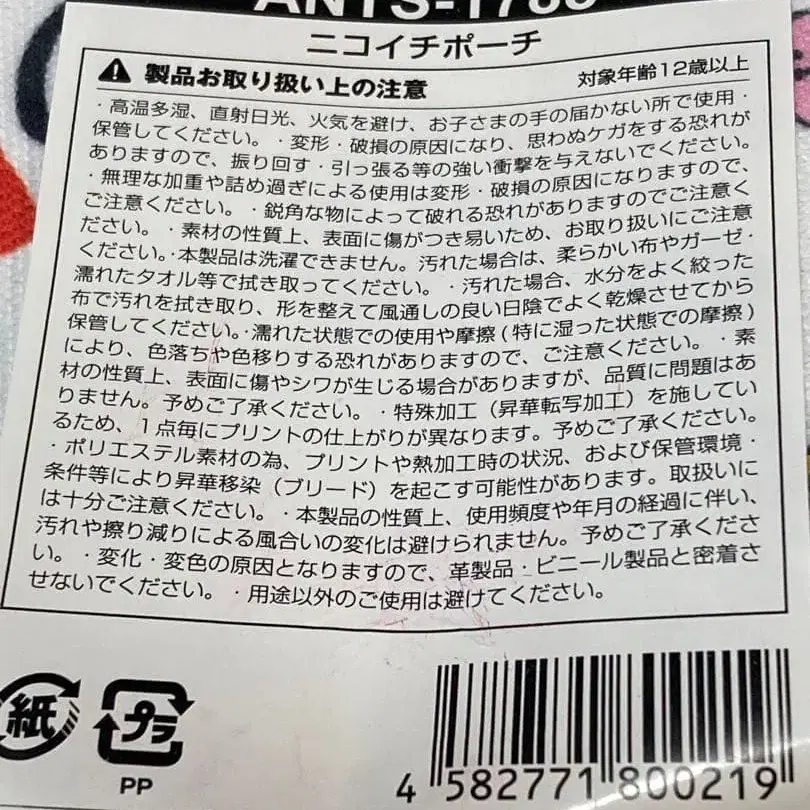 ANTS-1788
ニコイチポーチ
製品お取り扱い上の注意 対象年齢12歳以上
・高温多湿、直射日光、火気を避け、お子さまの手の届かない所で使用・
保管してください。・変形・破損の原因になり、思わぬケガをする恐れが
ありますので、振り回す・引っ張る等の強い衝撃を与えないでください。
・無理な加重や詰め過ぎによる使用は変形・破損の原因になりますので、
ご注意ください。・鋭角な物によって破れる恐れがありますのでご注意く
ださい。・素材の性質上、表面に傷がつき易いため、お取り扱いにご注意
ください。・本製品は洗濯できません。汚れた場合は、柔らかい布やガーゼ・
濡れたタオル等で拭き取ってください。・汚れた場合、水分をよく絞った
布で汚れを拭き取り、形を整えて風通しの良い日陰でよく乾燥させてから
保管してください。・濡れた状態での使用や摩擦(特に湿った状態での摩擦)
により、色落ちや色移りする恐れがありますので、ご注意ください。・素
材の性質上、表面に傷やシワが生じる場合がありますが、品質に問題はあ
りません。予めご了承ください。・特殊加工(昇華転写加工)を施してい
るため、1点毎にプリントの仕上がりが異なります。予めご了承ください。
・ポリエステル素材の為、プリントや熱加工時の状況、および保管環境・
条件等により昇華移染(ブリード)を起こす可能性があります。取扱いに
は十分ご注意ください。・本製品の性質上、使用頻度や年月の経過に伴い、
汚れや擦り減りによる風合いの変化は避けられません。予めご了承くださ
い。・変化・変色の原因となりますので、革製品・ビニール製品と密着さ
せないでください。・用途以外のご使用は避けてください。
紙 プラ
PP
4 582771 800219